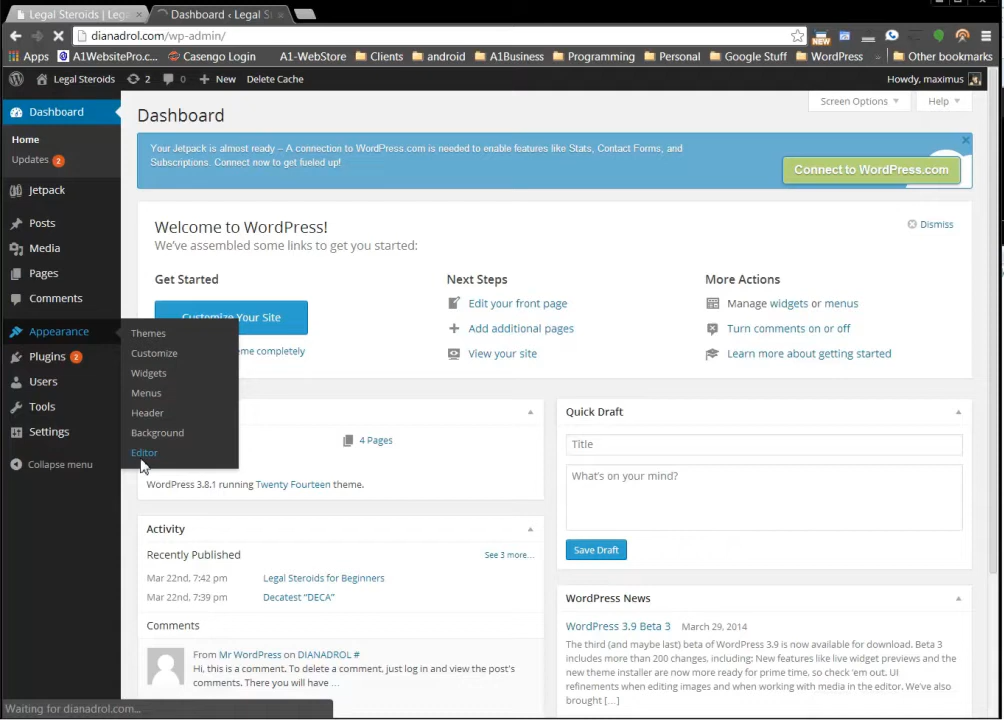 Legal Steroids | Lega
Dashboard ‹ Legal St
dianadrol.com/wp-admin/
NEW
Apps A1WebsitePro.c... Casengo Login A1-WebStore Clients android A1Business Programming Personal Google Stuff WordPress » Other bookmarks
Legal Steroids 2 0 + New Delete Cache Howdy, maximus
Dashboard
Home
Updates 2
Jetpack
Posts
Media
Pages
Comments
Appearance
Plugins 2
Users
Tools
Settings
Collapse menu
Themes
Customize
Widgets
Menus
Header
Background
Editor
Screen Options Help
Dashboard
Your Jetpack is almost ready – A connection to WordPress.com is needed to enable features like Stats, Contact Forms, and
Subscriptions. Connect now to get fueled up!
Connect to WordPress.com
Welcome to WordPress!
Dismiss
We've assembled some links to get you started:
Get Started
Customize Your Site
eme completely
Next Steps
Edit your front page
Add additional pages
View your site
More Actions
Manage widgets or menus
Turn comments on or off
Learn more about getting started
4 Pages
WordPress 3.8.1 running Twenty Fourteen theme.
Activity
Recently Published See 3 more...
Mar 22nd, 7:42 pm Legal Steroids for Beginners
Mar 22nd, 7:39 pm Decatest "DECA"
Comments
From Mr WordPress on DIANADROL #
Hi, this is a comment. To delete a comment, just log in and view the post's
comments. There you will have ...
Quick Draft
Title
What's on your mind?
Save Draft
WordPress News
WordPress 3.9 Beta 3 March 29, 2014
The third (and maybe last) beta of WordPress 3.9 is now available for download. Beta 3
includes more than 200 changes, including: New features like live widget previews and the
new theme installer are now more ready for prime time, so check 'em out. UI
refinements when editing images and when working with media in the editor. We've also
brought [...]
Waiting for dianadrol.com...